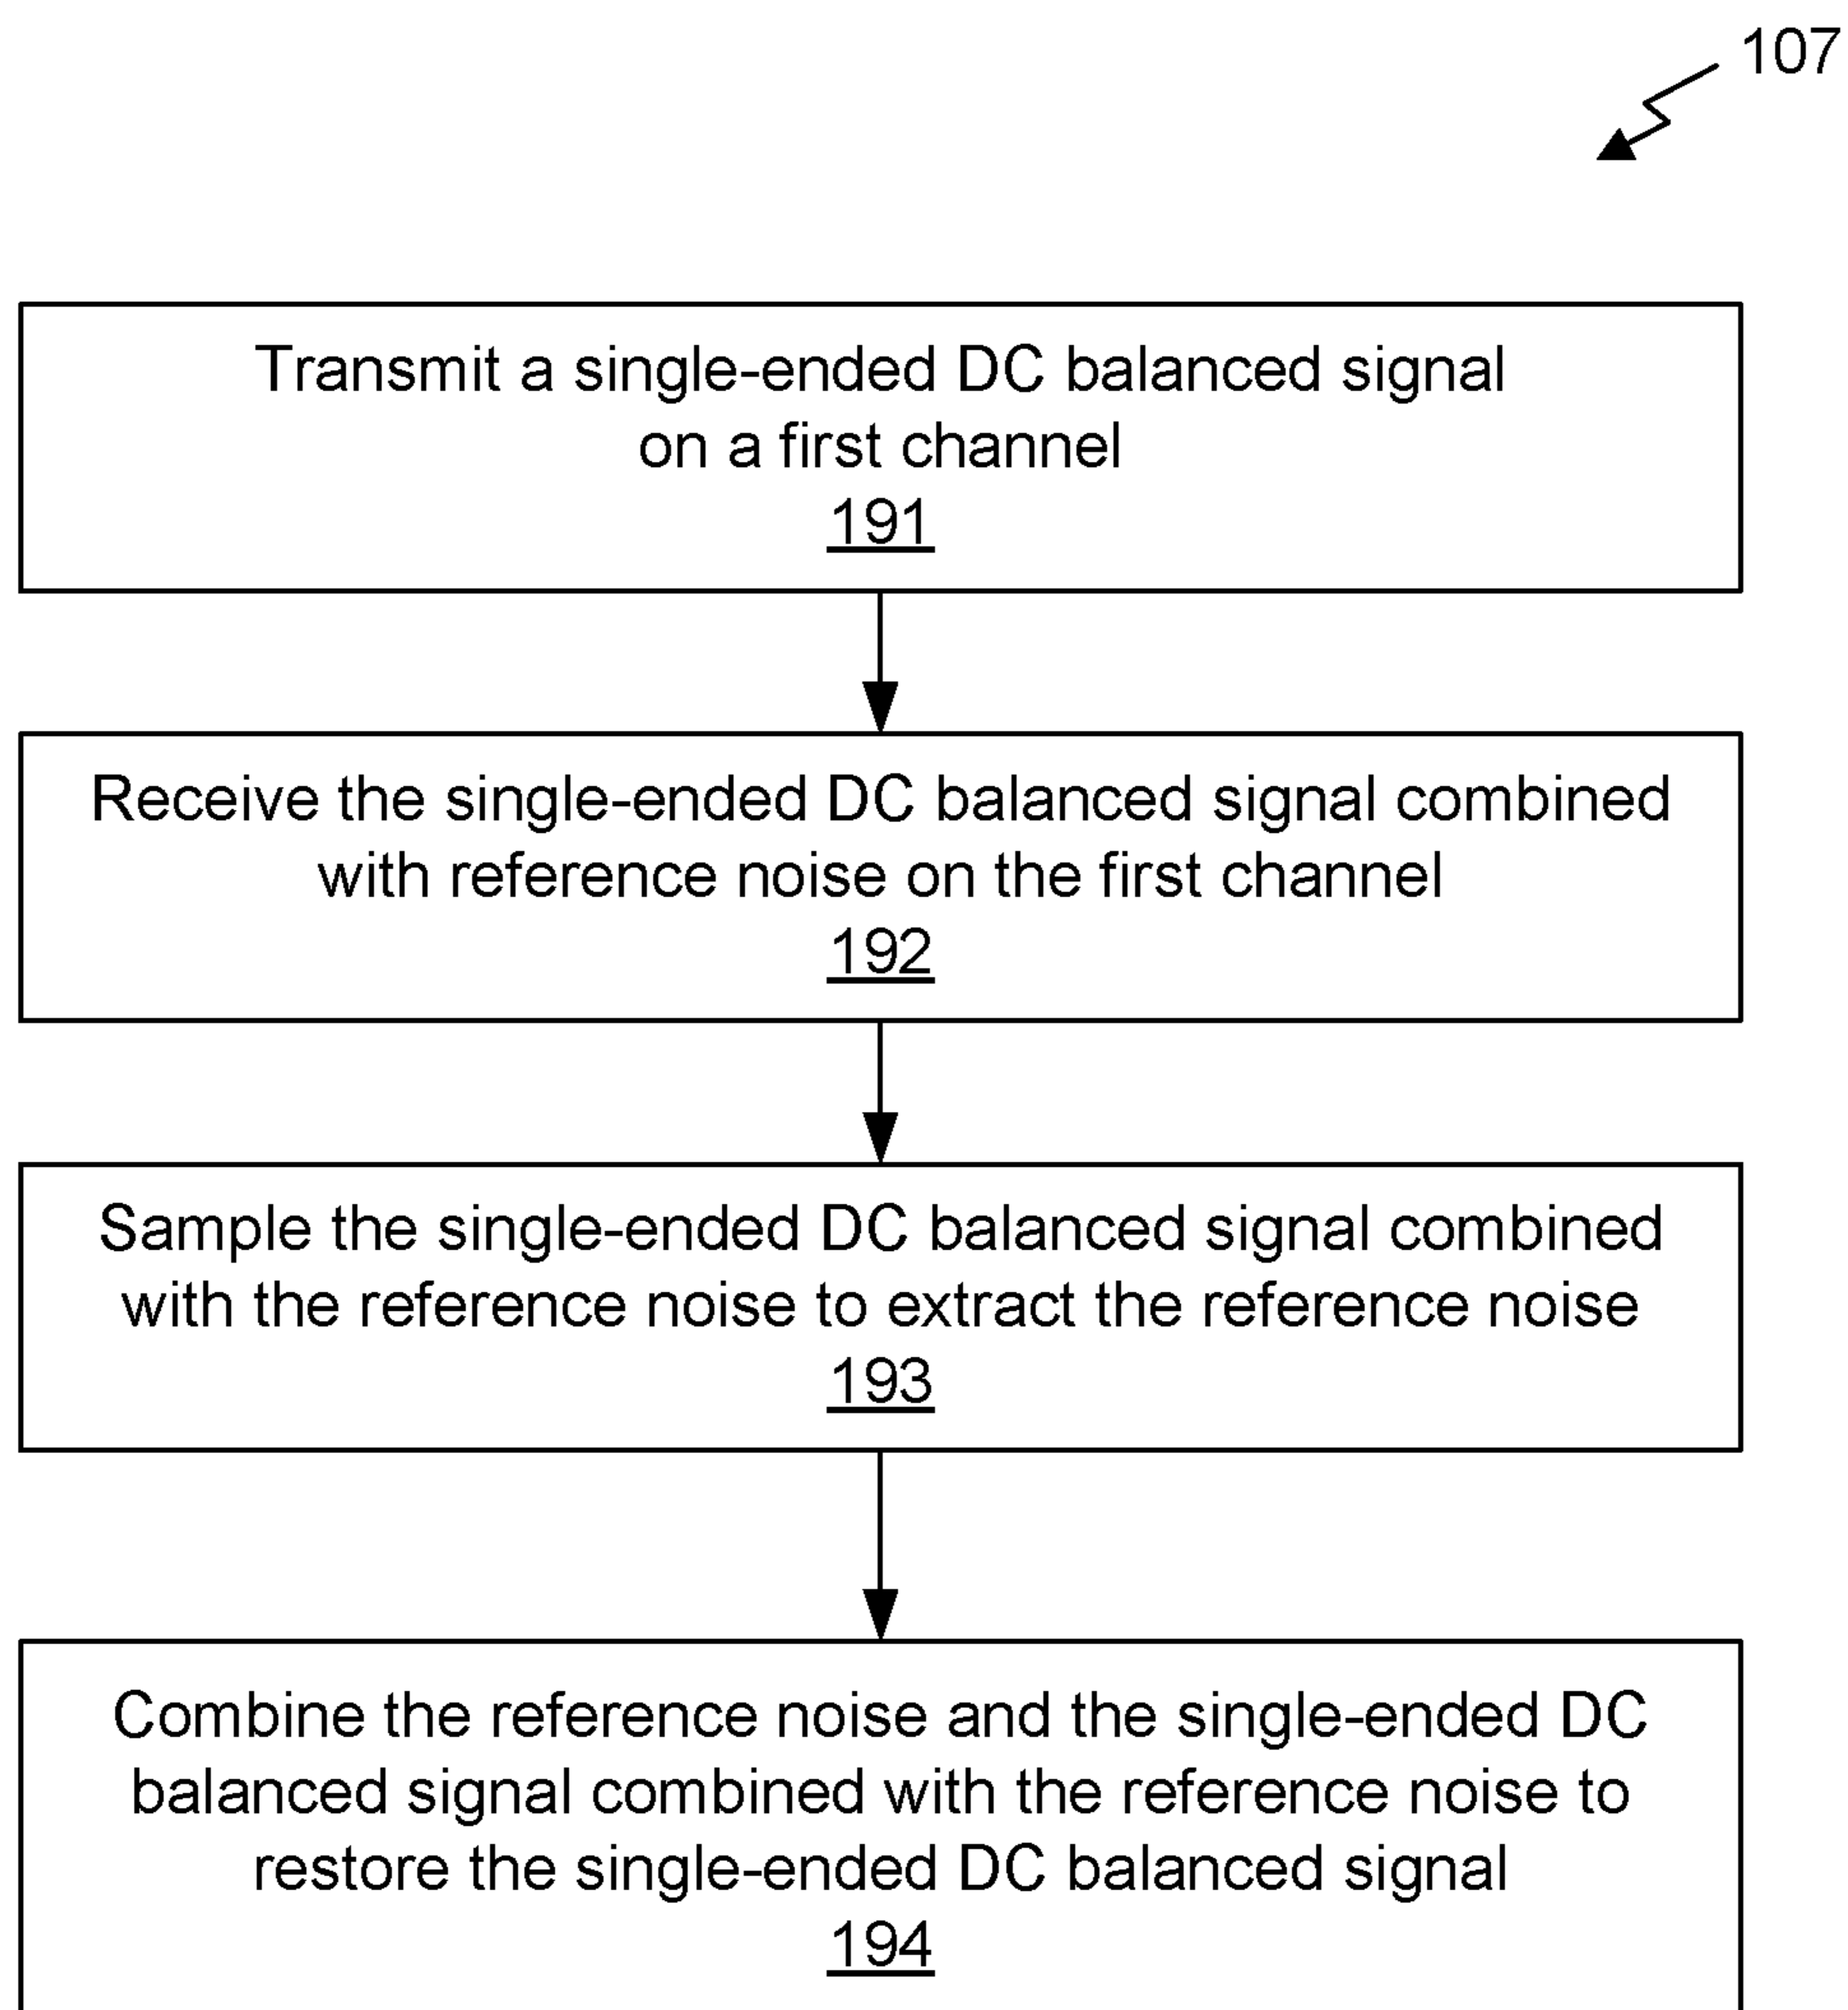 107
Transmit a single-ended DC balanced signal
on a first channel
191
Receive the single-ended DC balanced signal combined
with reference noise on the first channel
192
Sample the single-ended DC balanced signal combined
with the reference noise to extract the reference noise
193
Combine the reference noise and the single-ended DC
balanced signal combined with the reference noise to
restore the single-ended DC balanced signal
194